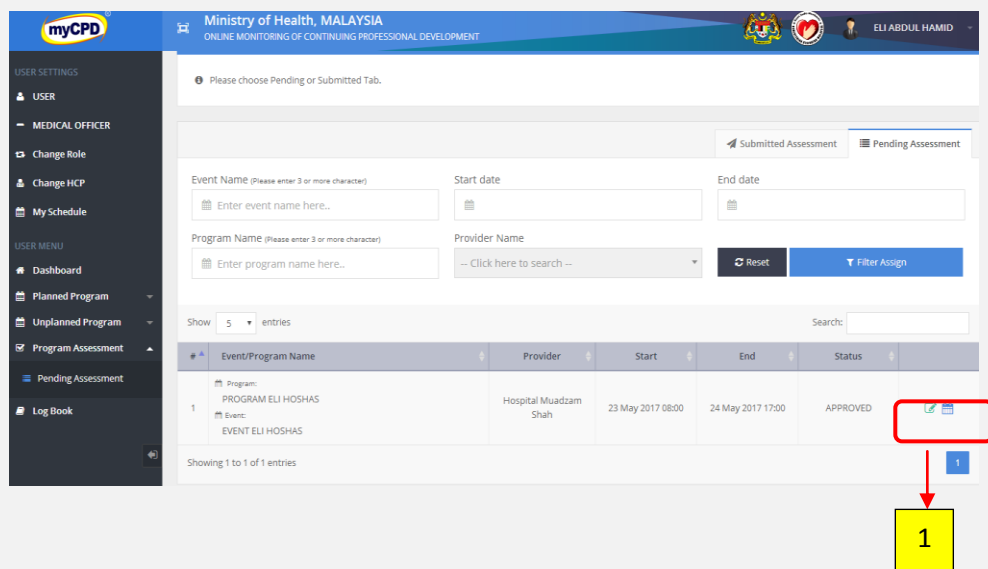 myCPD
Ministry of Health, MALAYSIA
ONLINE MONITORING OF CONTINUING PROFESSIONAL DEVELOPMENT
ELI ABDUL HAMID
USER SETTINGS
USER
MEDICAL OFFICER
Change Role
Change HCP
My Schedule
USER MENU
Dashboard
Planned Program
Unplanned Program
Program Assessment
Pending Assessment
Log Book
Please choose Pending or Submitted Tab.
Submitted Assessment Pending Assessment
Event Name (Please enter 3 or more character) Start date End date
Enter event name here..
Program Name (Please enter 3 or more character) Provider Name
Enter program name here.. -- Click here to search -- Reset Filter Assign
Show 5 entries Search:
# Event/Program Name Provider Start End Status
Program:
PROGRAM ELI HOSHAS
1 Event: Hospital Muadzam Shah 23 May 2017 08:00 24 May 2017 17:00 APPROVED
EVENT ELI HOSHAS
Showing 1 to 1 of 1 entries 1
1